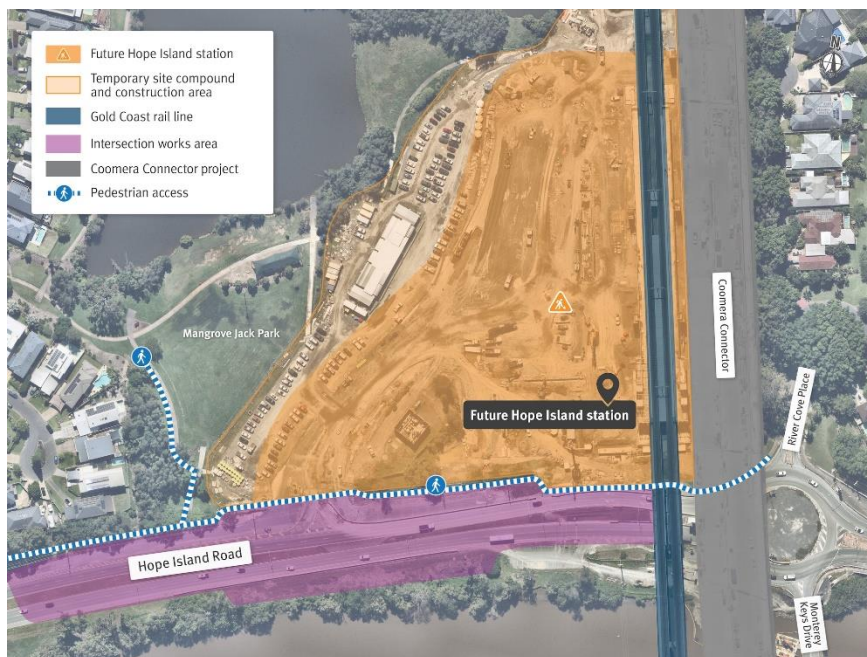 Future Hope Island station
Temporary site compound
and construction area
Gold Coast rail line
Intersection works area
Coomera Connector project
Pedestrian access
N
Mangrove Jack Park
Coomera Connector
Future Hope Island station
River Cove Place
Hope Island Road
Monterey
Keys Drive